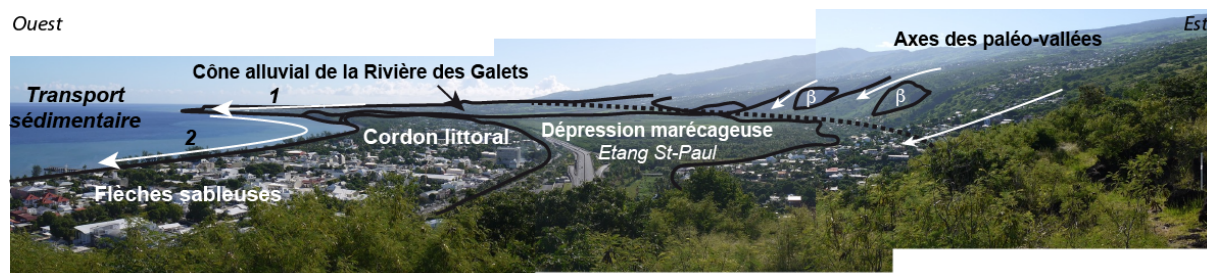 Ouest
Est
Axes des paléo-vallées
Cône alluvial de la Rivière des Galets
Transport
sédimentaire
1
β
β
2
Cordon littoral
Dépression marécageuse
Etang St-Paul
Flèches sableuses